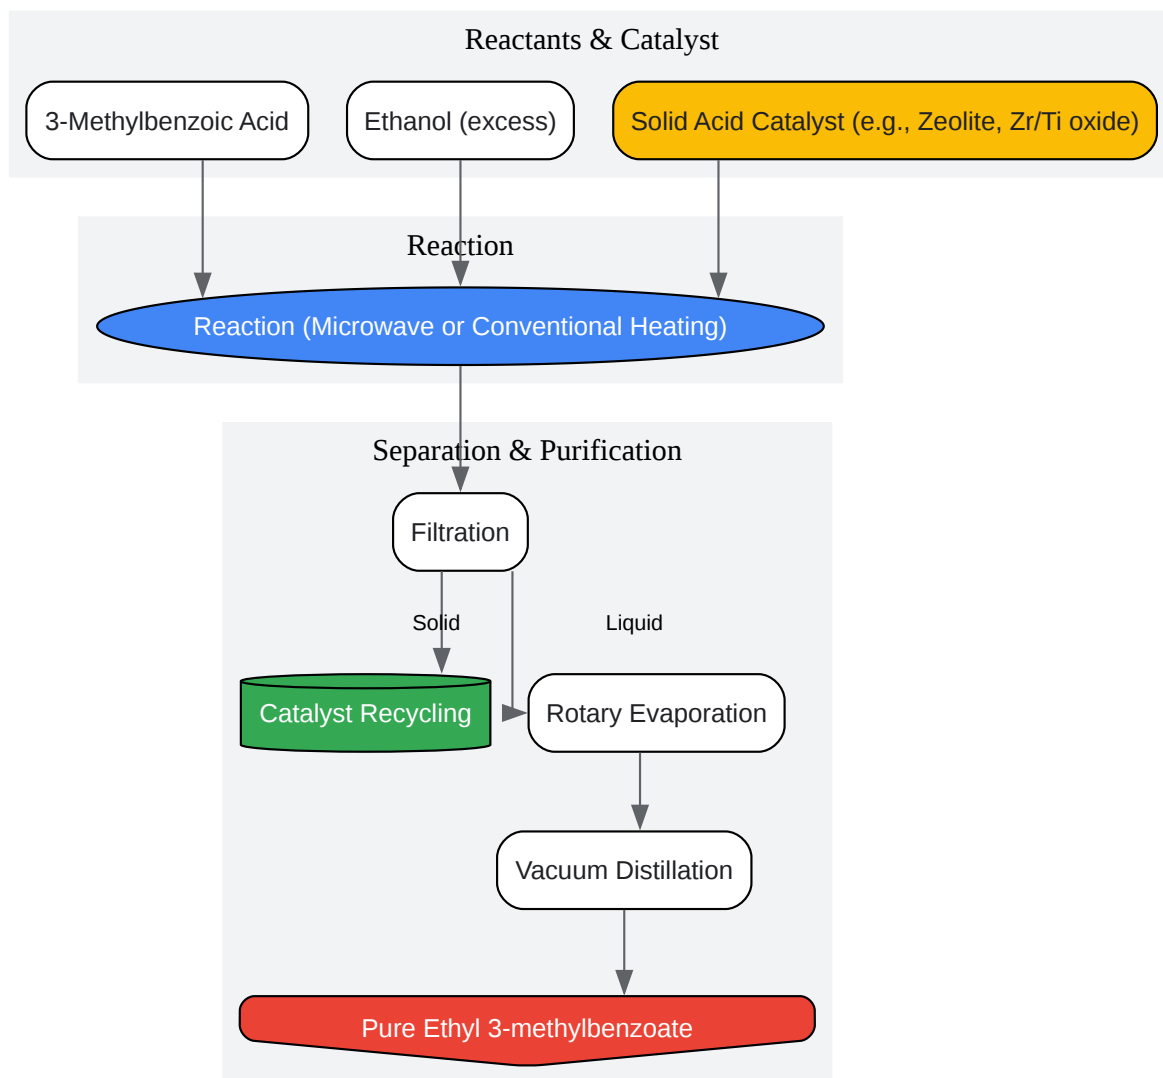 Reactants & Catalyst
3-Methylbenzoic Acid
Ethanol (excess)
Solid Acid Catalyst (e.g., Zeolite, Zr/Ti oxide)
Reaction
Reaction (Microwave or Conventional Heating)
Separation & Purification
Filtration
Solid
Liquid
Catalyst Recycling
Rotary Evaporation
Vacuum Distillation
Pure Ethyl 3-methylbenzoate